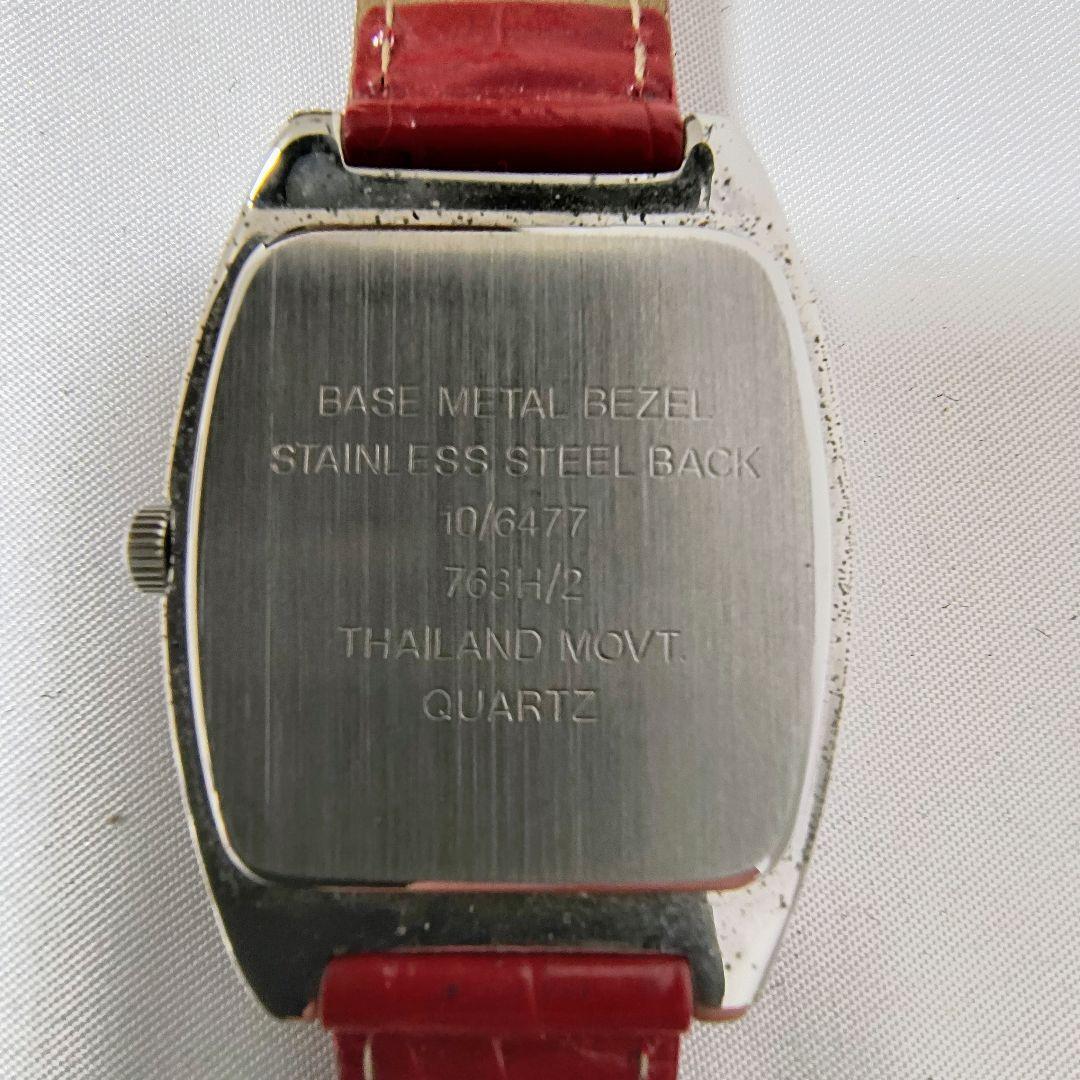 BASE METAL BEZEL
STAINLESS STEEL BACK
10/6477
763H/2
THAILAND MOVT.
QUARTZ